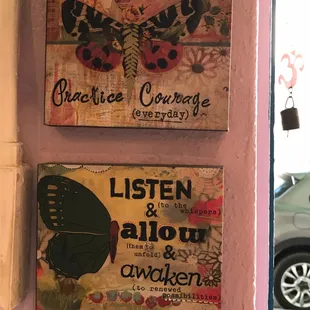 Practice Courage
(everyday)
LISTEN
(to the
& whispers)
allow
(them to
unfold) &
awaken
(to renewed
possibilities)